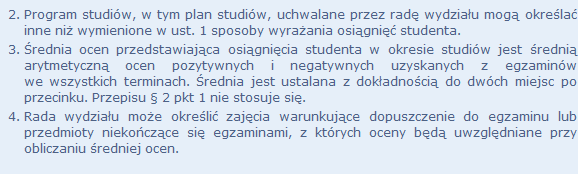 2. Program studiów, w tym plan studiów, uchwalane przez radę wydziału mogą określać
inne niż wymienione w ust. 1 sposoby wyrażania osiągnięć studenta.
3. Średnia ocen przedstawiająca osiągnięcia studenta w okresie studiów jest średnią
arytmetyczną ocen pozytywnych i negatywnych uzyskanych z egzaminów
we wszystkich terminach. Średnia jest ustalana z dokładnością do dwóch miejsc po
przecinku. Przepisu § 2 pkt 1 nie stosuje się.
4. Rada wydziału może określić zajęcia warunkujące dopuszczenie do egzaminu lub
przedmioty niekończące się egzaminami, z których oceny będą uwzględniane przy
obliczaniu średniej ocen.